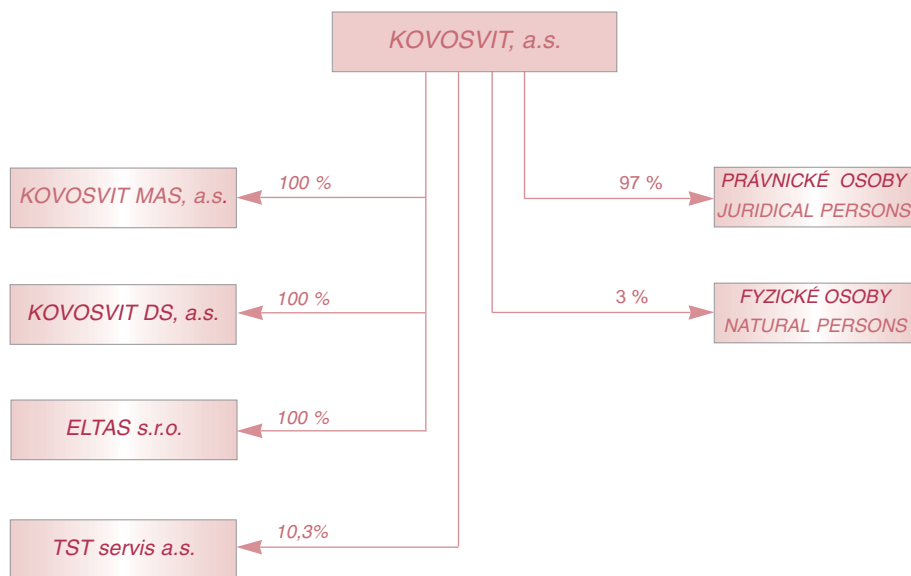 KOVOSVIT, a.s.
KOVOSVIT MAS, a.s.
100 %
97 %
PRÁVNICKÉ OSOBY
JURIDICAL PERSONS
KOVOSVIT DS, a.s.
100 %
3 %
FYZICKÉ OSOBY
NATURAL PERSONS
ELTAS s.r.o.
100 %
TST servis a.s.
10,3%